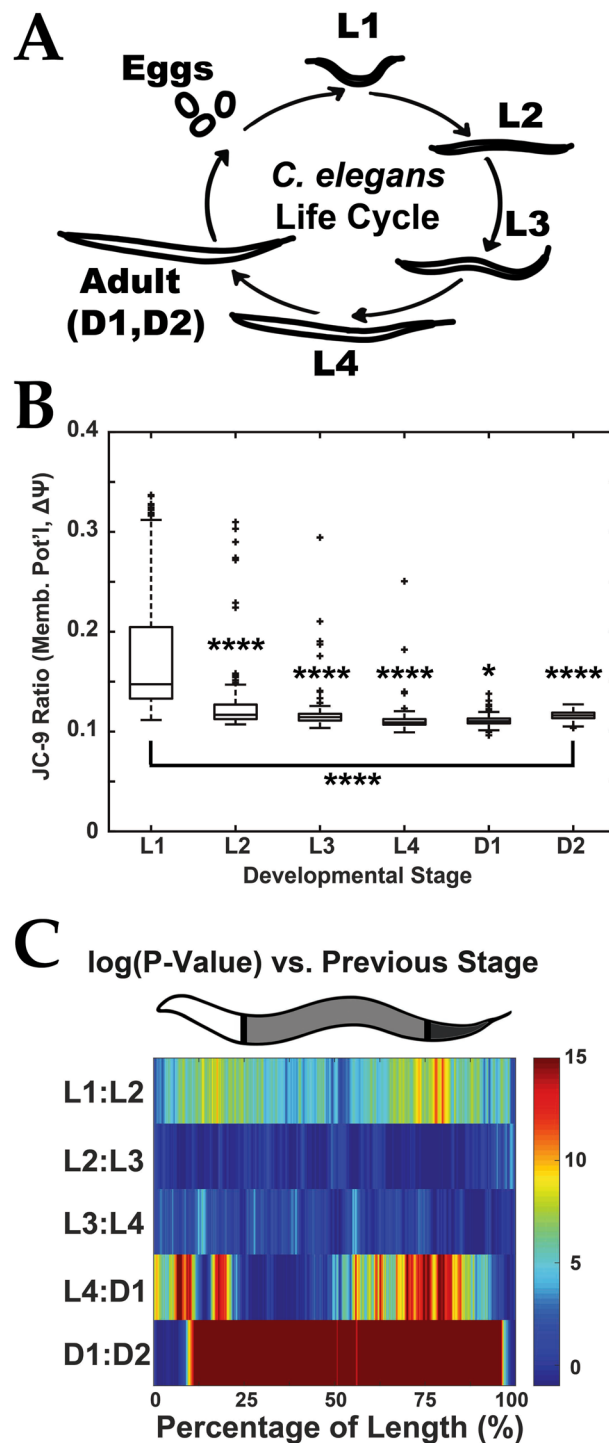 A
L1
Eggs
L2
C. elegans
Life Cycle
L3
Adult
(D1,D2)
L4
B
JC-9 Ratio (Memb. Pot'l, ΔΨ)
0.4
0.3
0.2
0.1
0
****
****
****
*
****
****
L1 L2 L3 L4 D1 D2
Developmental Stage
C
log(P-Value) vs. Previous Stage
L1:L2
L2:L3
L3:L4
L4:D1
D1:D2
15
10
5
0
0 25 50 75 100
Percentage of Length (%)